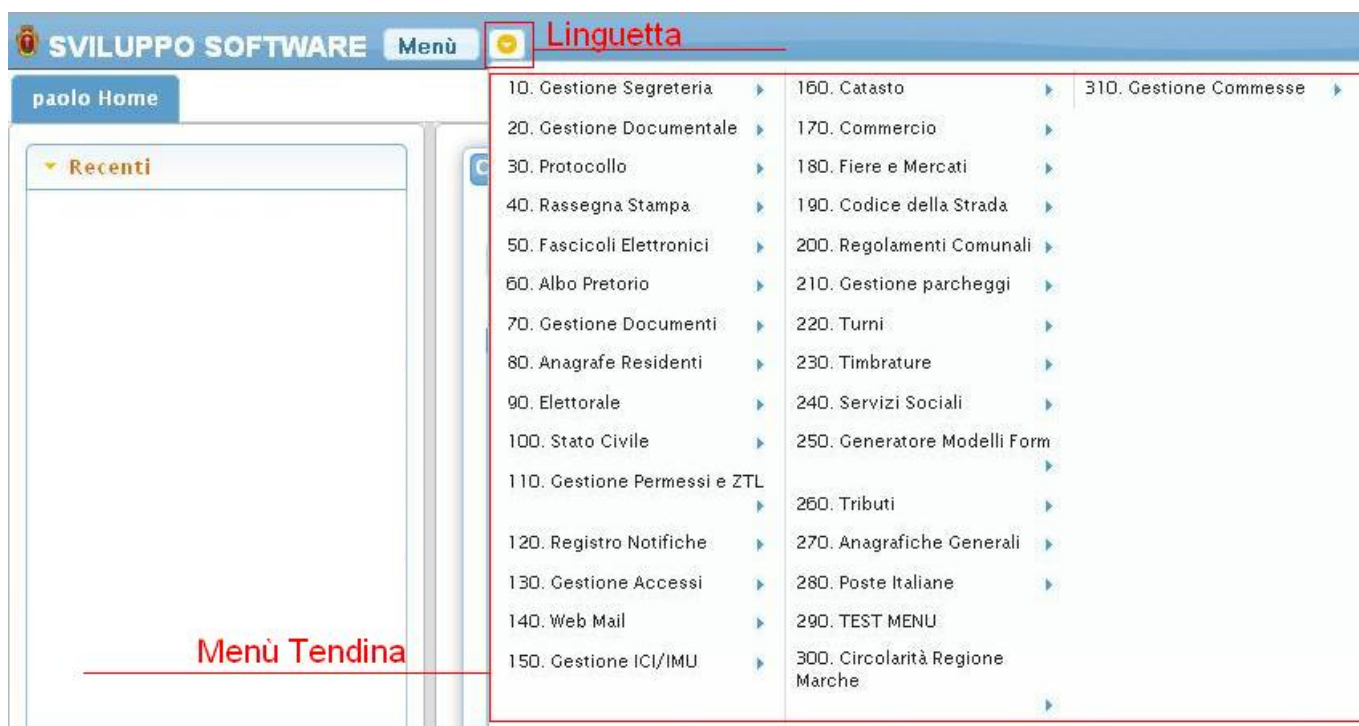 SVILUPPO SOFTWARE Menù Linguetta
paolo Home
Recenti
C
10. Gestione Segreteria
20. Gestione Documentale
30. Protocollo
40. Rassegna Stampa
50. Fascicoli Elettronici
60. Albo Pretorio
70. Gestione Documenti
80. Anagrafe Residenti
90. Elettorale
100. Stato Civile
110. Gestione Permessi e ZTL
120. Registro Notifiche
130. Gestione Accessi
140. Web Mail
150. Gestione ICI/IMU
160. Catasto
170. Commercio
180. Fiere e Mercati
190. Codice della Strada
200. Regolamenti Comunali
210. Gestione parcheggi
220. Turni
230. Timbrature
240. Servizi Sociali
250. Generatore Modelli Form
260. Tributi
270. Anagrafiche Generali
280. Poste Italiane
290. TEST MENU
300. Circolarità Regione
Marche
310. Gestione Commesse
Menù Tendina